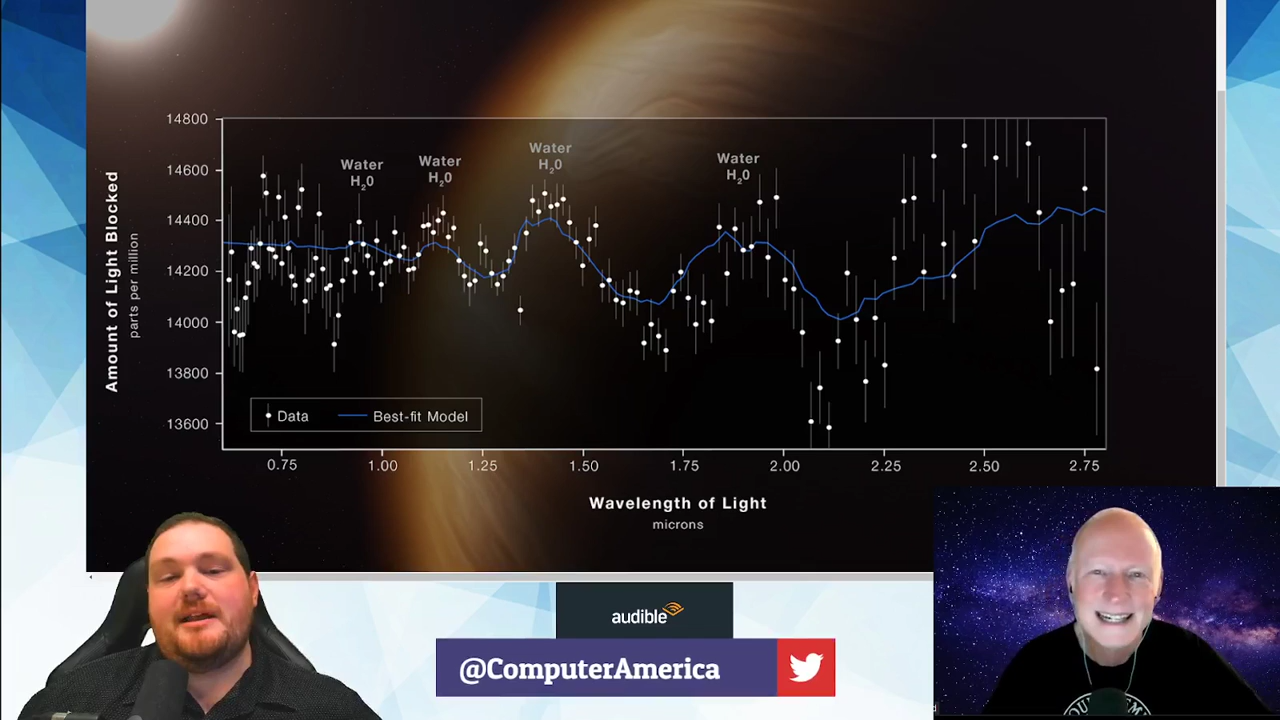 14800
14600
14400
14200
14000
13800
13600
Amount of Light Blocked
parts per million
Water
H2O
Water
H2O
Water
H2O
Water
H2O
Data
Best-fit Model
0.75
1.00
1.25
1.50
1.75
2.00
2.25
2.50
2.75
Wavelength of Light
microns
audible
@ComputerAmerica